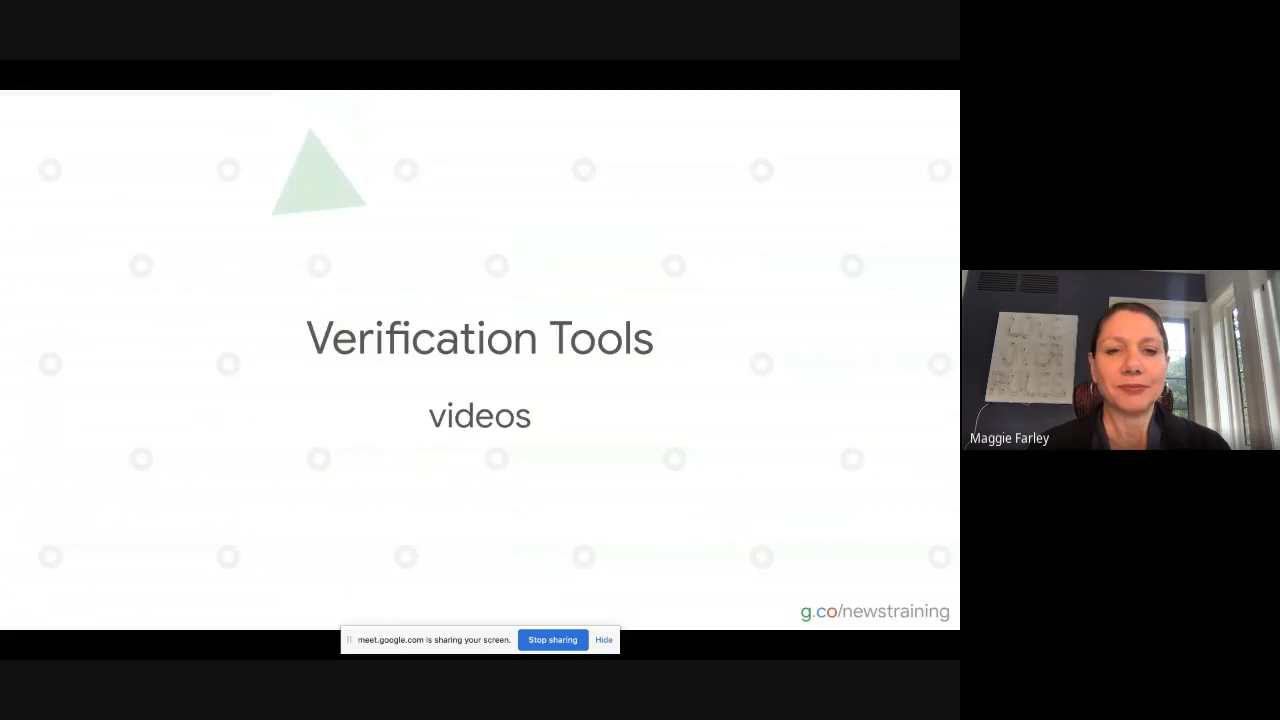 Verification Tools
videos
g.co/newstraining
meet.google.com is sharing your screen. Stop sharing Hide
Maggie Farley